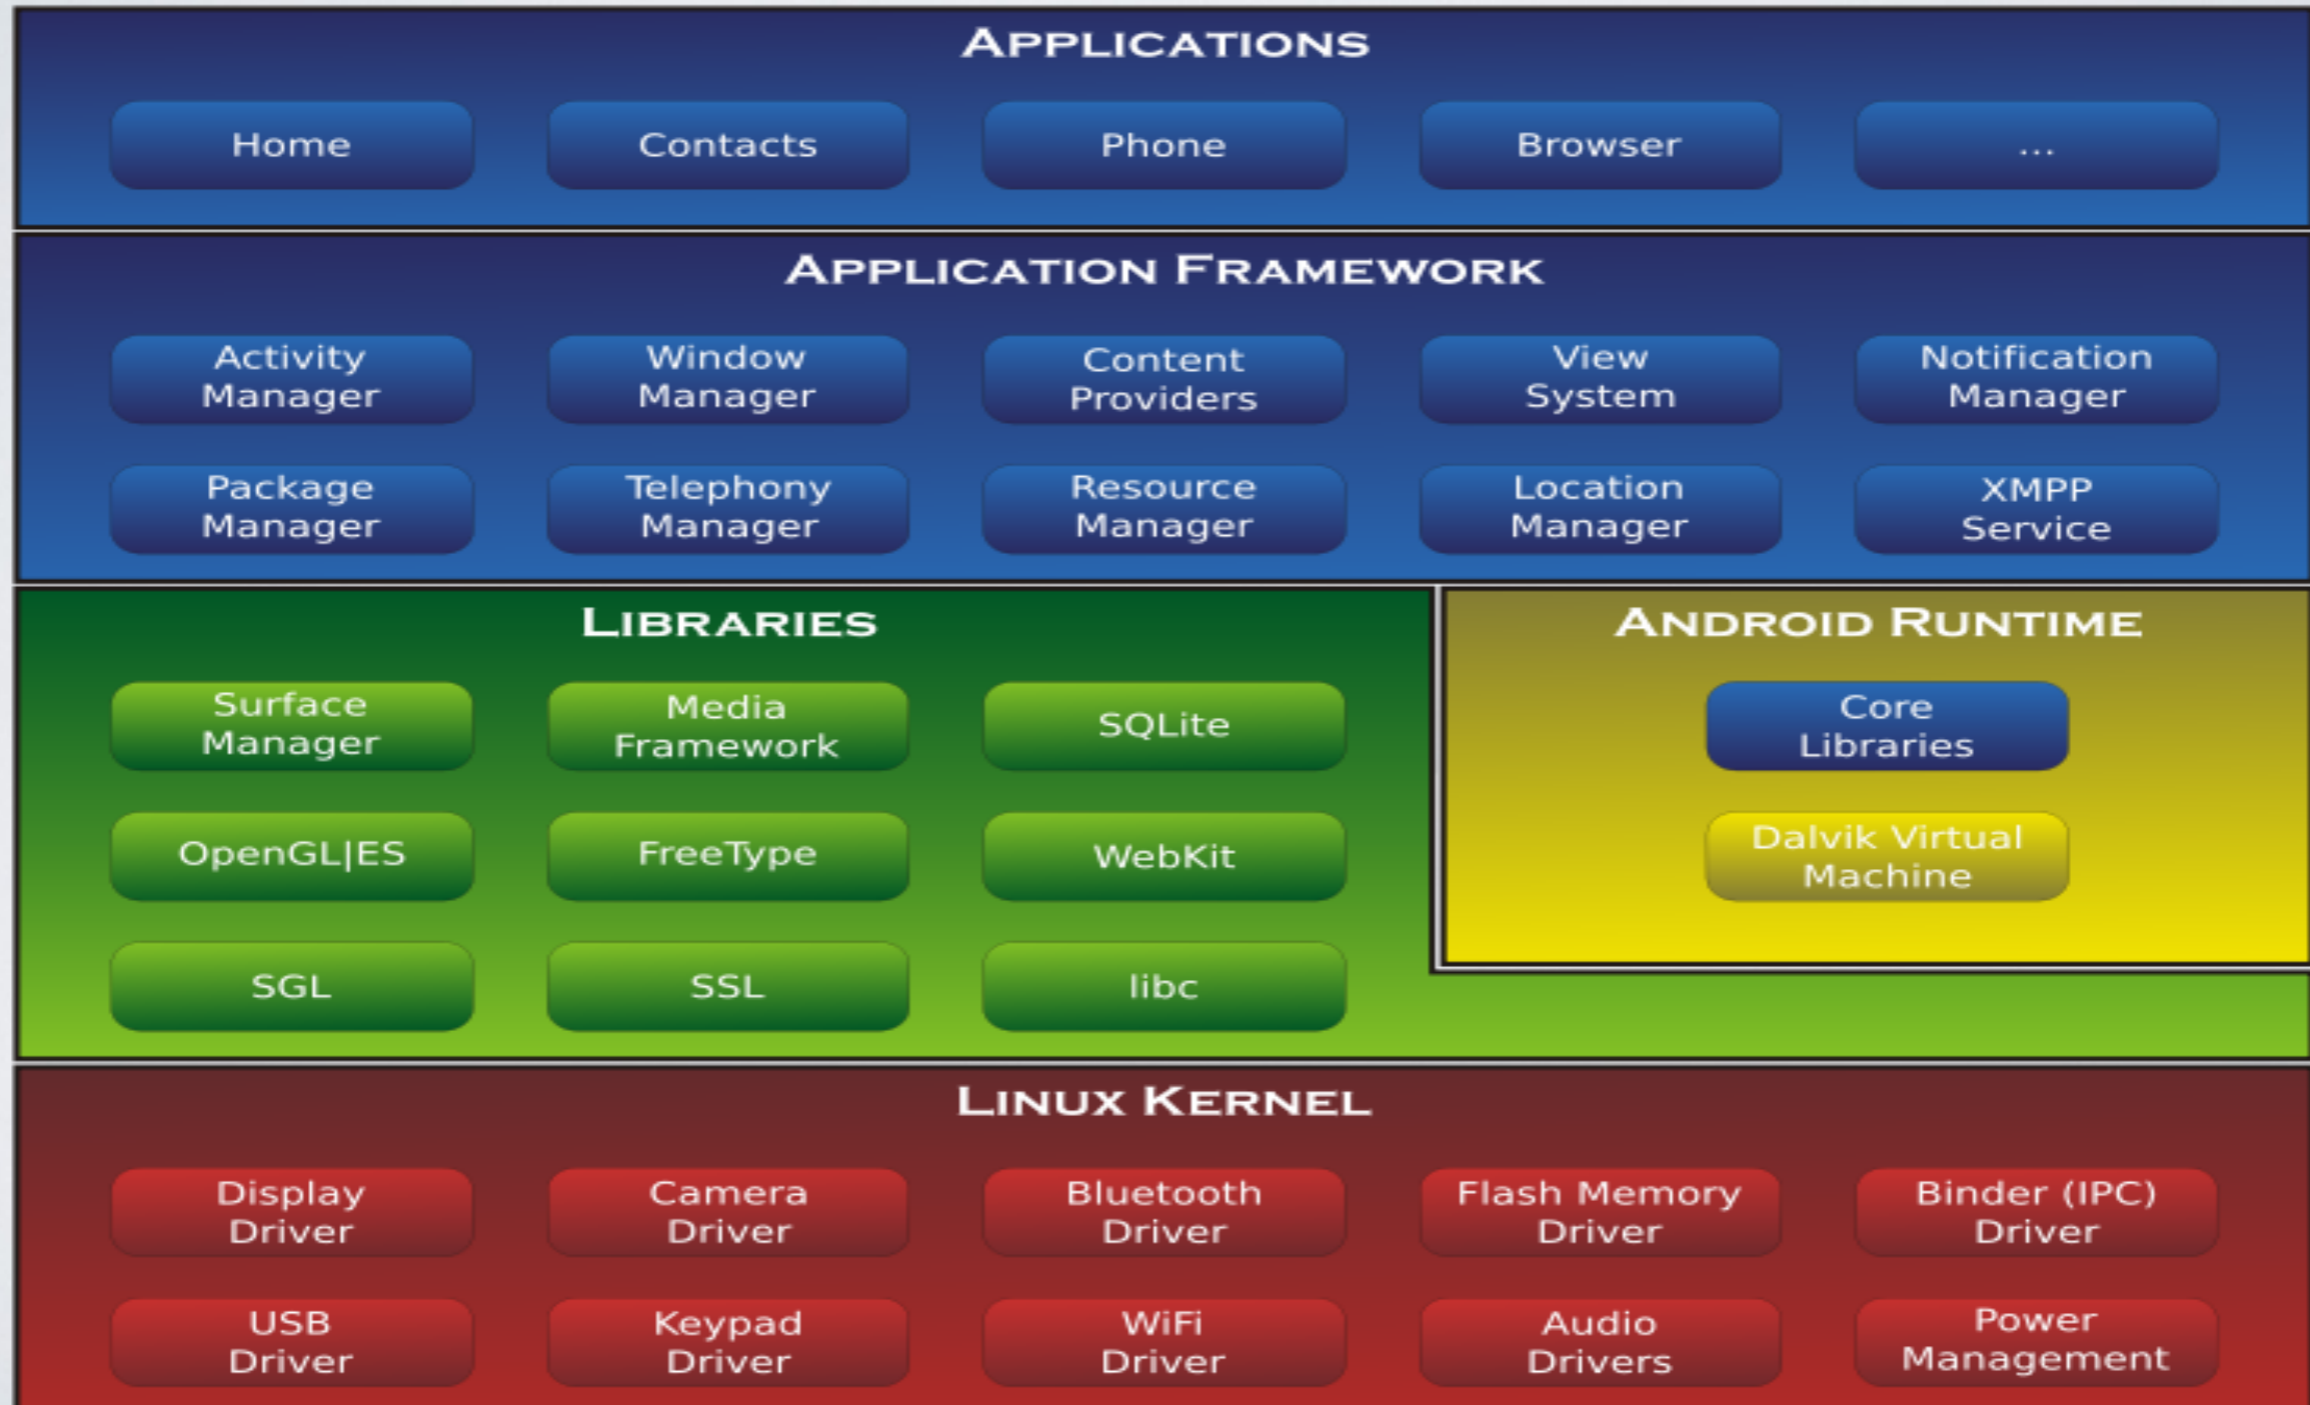 APPLICATIONS
Home
Contacts
Phone
Browser
...
APPLICATION FRAMEWORK
Activity
Manager
Window
Manager
Content
Providers
View
System
Notification
Manager
Package
Manager
Telephony
Manager
Resource
Manager
Location
Manager
XMPP
Service
LIBRARIES
Surface
Manager
Media
Framework
SQLite
OpenGL|ES
FreeType
WebKit
SGL
SSL
libc
ANDROID RUNTIME
Core
Libraries
Dalvik Virtual
Machine
LINUX KERNEL
Display
Driver
Camera
Driver
Bluetooth
Driver
Flash Memory
Driver
Binder (IPC)
Driver
USB
Driver
Keypad
Driver
WiFi
Driver
Audio
Drivers
Power
Management